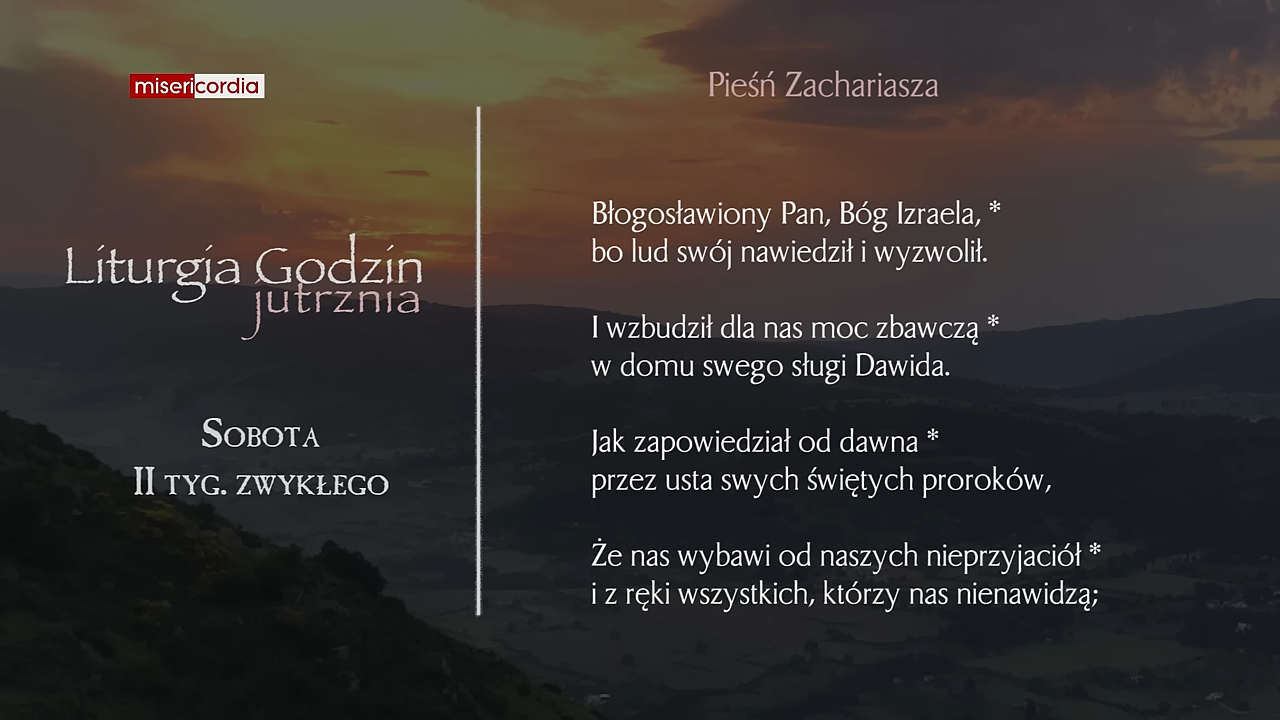 misericordia
Liturgia Godzin
jutrznia
Sobota
II tyg. zwykłego
Pieśń Zachariasza
Błogosławiony Pan, Bóg Izraela, *
bo lud swój nawiedził i wyzwolił.
I wzbudził dla nas moc zbawczą *
w domu swego sługi Dawida.
Jak zapowiedział od dawna *
przez usta swych świętych proroków,
Że nas wybawi od naszych nieprzyjaciół *
i z ręki wszystkich, którzy nas nienawidzą;